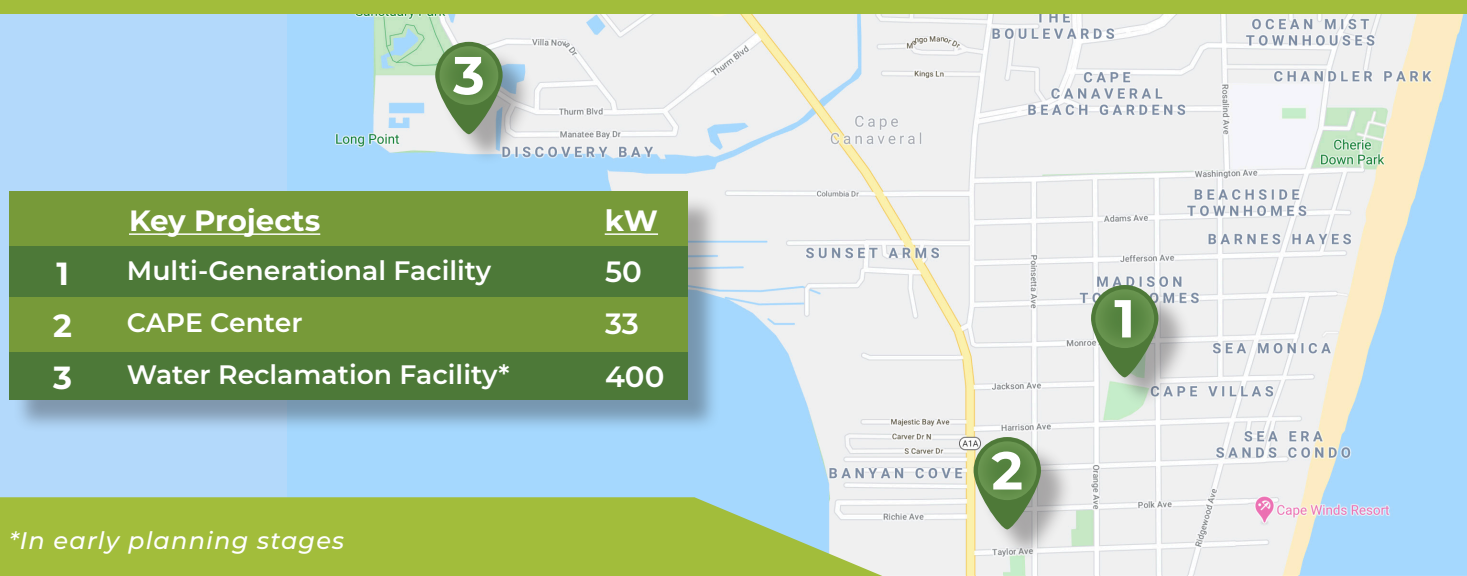 Sanctuary Park
Villa Nova Dr
Thurm Blvd
3
Thurm Blvd
Manatee Bay Dr
Long Point
DISCOVERY BAY
THE
BOULEVARDS
OCEAN MIST
TOWNHOUSES
Mango Manor Dr.
Kings Ln
CAPE
CANAVERAL
BEACH GARDENS
CHANDLER PARK
Rosalind Ave
Cape
Canaveral
Cherie
Down Park
Washington Ave
Columbia Dr
BEACHSIDE
TOWNHOMES
Adams Ave
BARNES HAYES
SUNSET ARMS
Jefferson Ave
Poinsetta Ave
MADISON
1
Monroe
SEA MONICA
Jackson Ave
CAPE VILLAS
Majestic Bay Ave
Carver Dr N
S Carver Dr
Harrison Ave
A1A
SEA ERA
SANDS CONDO
BANYAN COVE
2
Orange Ave
Polk Ave
Ridgewood Ave
Cape Winds Resort
Richie Ave
Taylor Ave
Key Projects kW
1 Multi-Generational Facility 50
2 CAPE Center 33
3 Water Reclamation Facility* 400
*In early planning stages